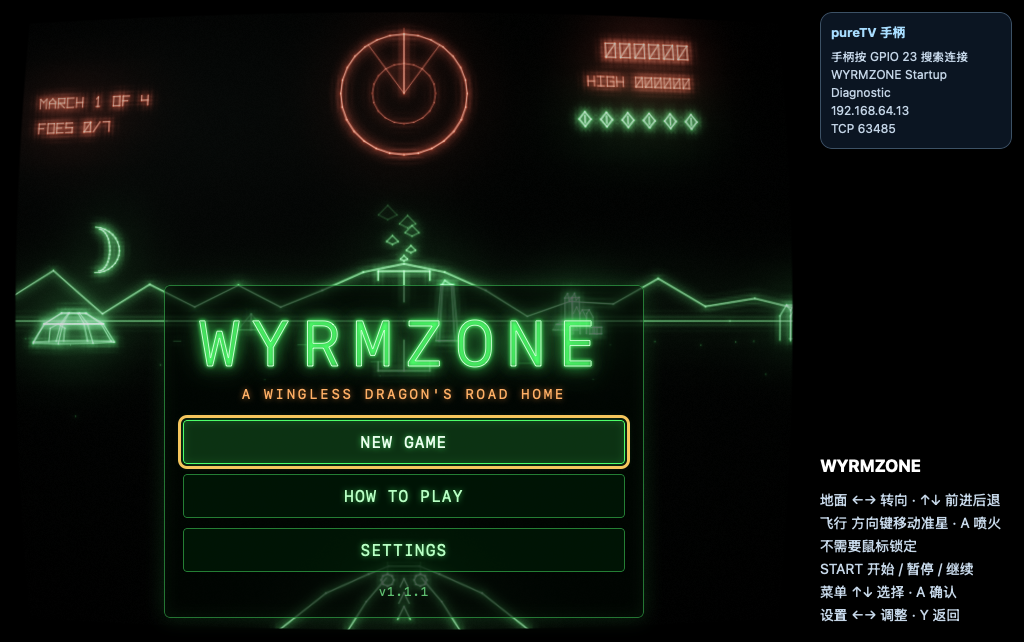 MARCH 1 OF 4
FOES 0/7
000000
HIGH 000000
WYRMZONE
A WINGLESS DRAGON'S ROAD HOME
NEW GAME
HOW TO PLAY
SETTINGS
v1.1.1
pureTV 手柄
手柄按 GPIO 23 搜索连接
WYRMZONE Startup
Diagnostic
192.168.64.13
TCP 63485
WYRMZONE
地面 ←→ 转向 · ↑↓ 前进后退
飞行 方向键移动准星 · A 喷火
不需要鼠标锁定
START 开始 / 暂停 / 继续
菜单 ↑↓ 选择 · A 确认
设置 ←→ 调整 · Y 返回